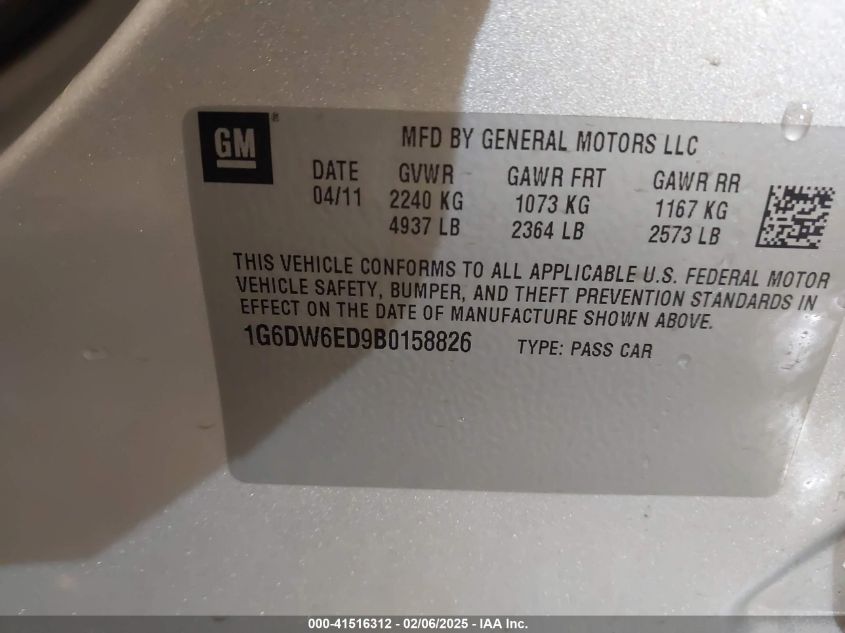 GM ® MFD BY GENERAL MOTORS LLC
DATE GVWR GAWR FRT GAWR RR
04/11 2240 KG 1073 KG 1167 KG
4937 LB 2364 LB 2573 LB
THIS VEHICLE CONFORMS TO ALL APPLICABLE U.S. FEDERAL MOTOR
VEHICLE SAFETY, BUMPER, AND THEFT PREVENTION STANDARDS IN
EFFECT ON THE DATE OF MANUFACTURE SHOWN ABOVE.
1G6DW6ED9B0158826 TYPE: PASS CAR
000-41516312 - 02/06/2025 - IAA Inc.